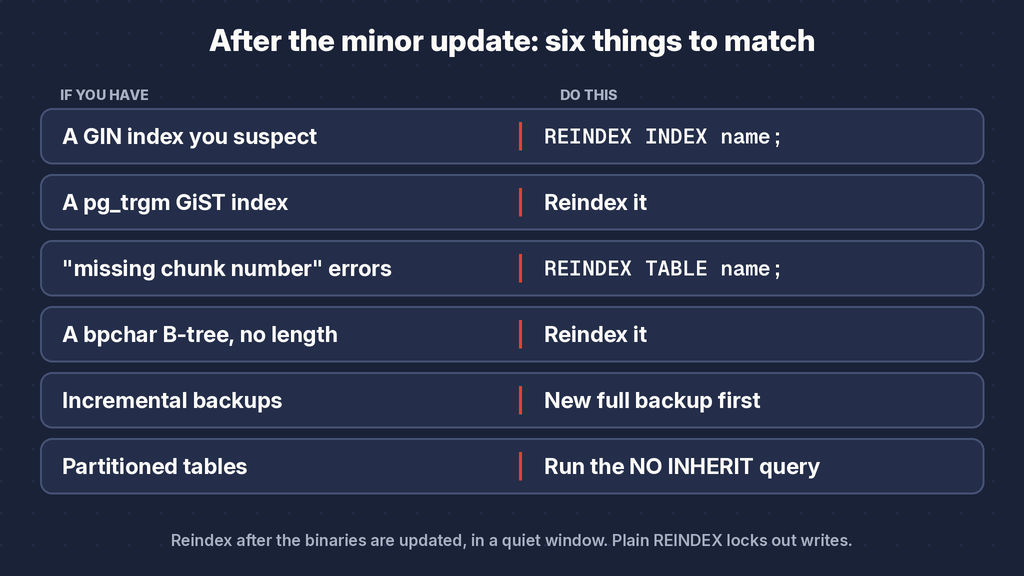 After the minor update: six things to match
IF YOU HAVE DO THIS
A GIN index you suspect REINDEX INDEX name;
A pg_trgm GiST index Reindex it
"missing chunk number" errors REINDEX TABLE name;
A bpchar B-tree, no length Reindex it
Incremental backups New full backup first
Partitioned tables Run the NO INHERIT query
Reindex after the binaries are updated, in a quiet window. Plain REINDEX locks out writes.